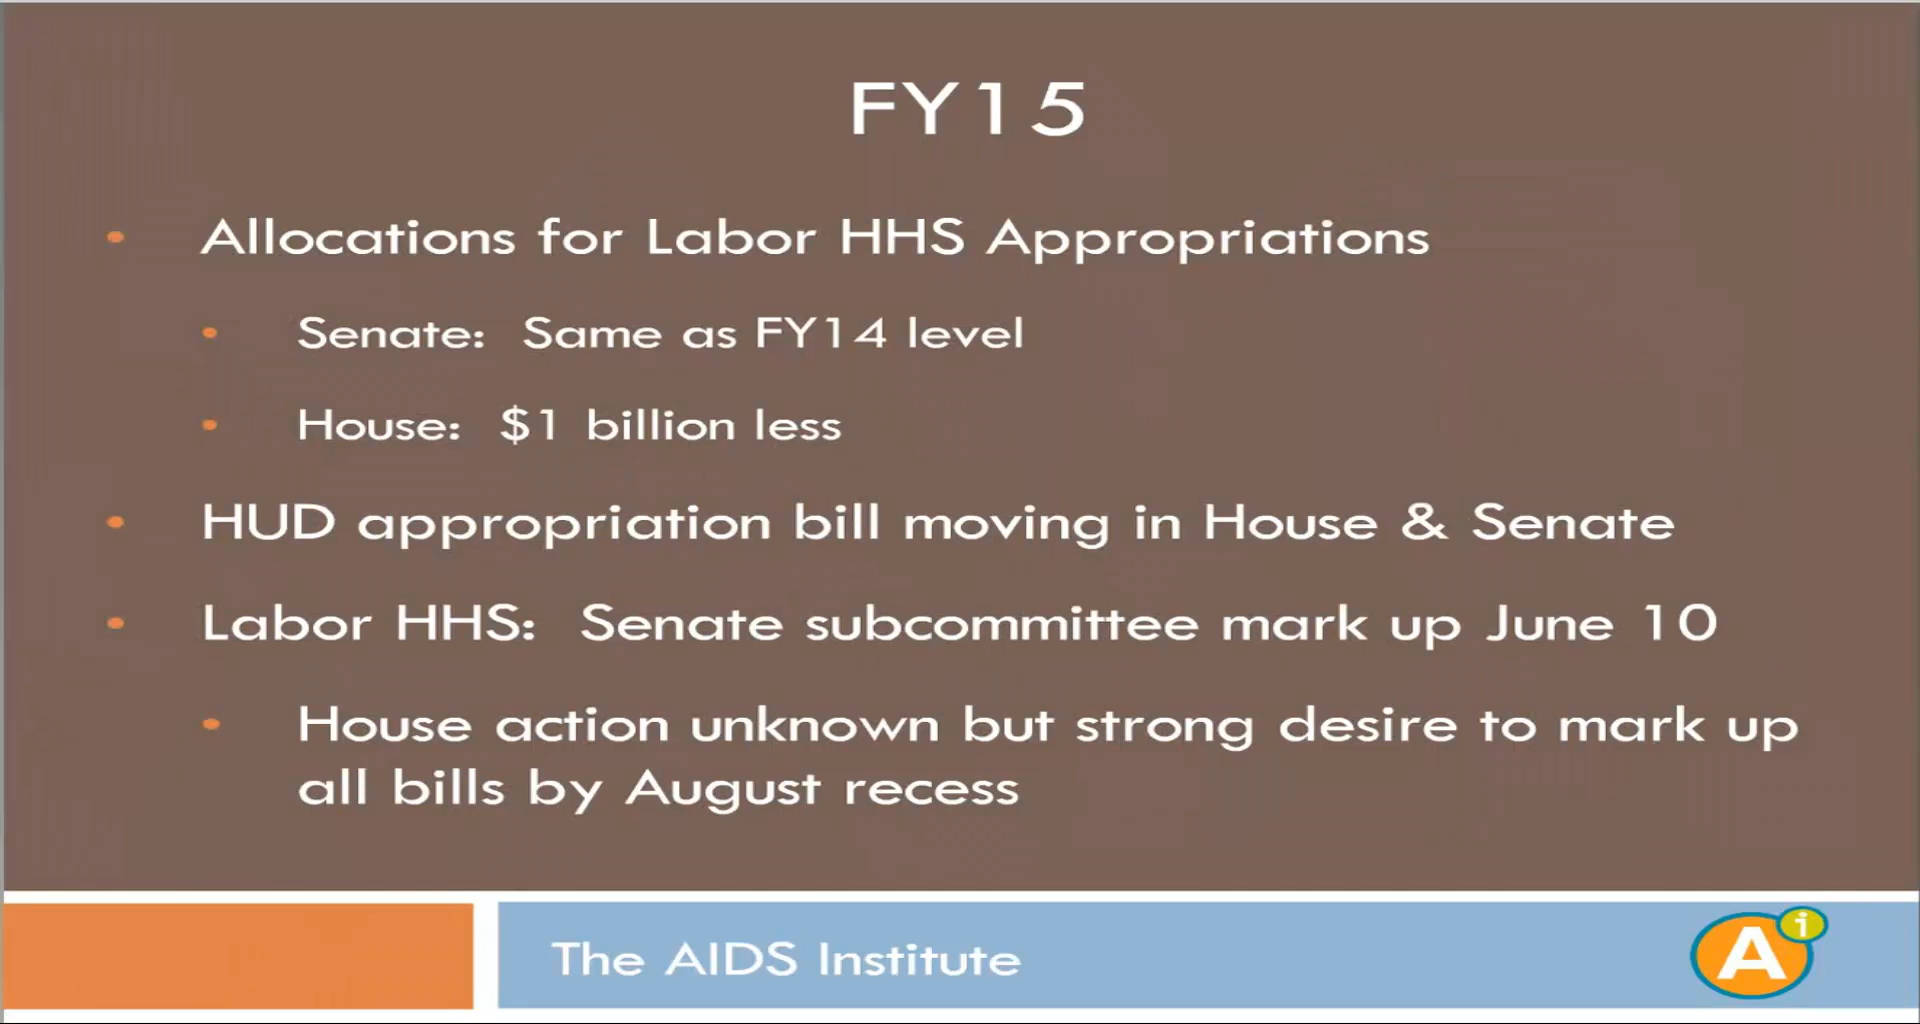 FY15
• Allocations for Labor HHS Appropriations
• Senate: Same as FY14 level
• House: $1 billion less
• HUD appropriation bill moving in House & Senate
• Labor HHS: Senate subcommittee mark up June 10
• House action unknown but strong desire to mark up
all bills by August recess
The AIDS Institute
A i